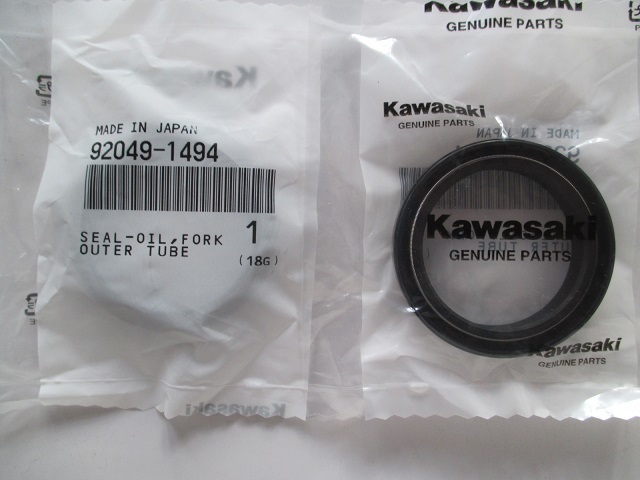 MADE IN JAPAN
92049-1494
SEAL-OIL,FORK 1
OUTER TUBE
(18G)
Kawasaki
GENUINE PARTS
Kawasaki
GENUINE PARTS
Kawasaki
GENUINE PARTS
Kawasaki
GENUINE PARTS